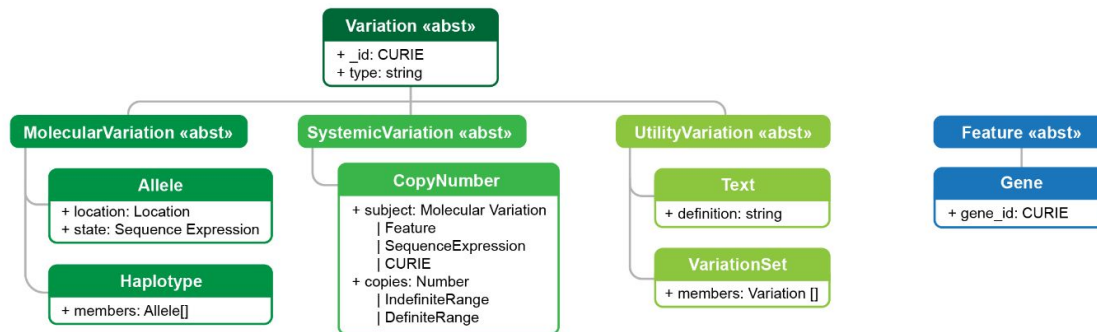 Variation «abst»
+ _id: CURIE
+ type: string
MolecularVariation «abst»
SystemicVariation «abst»
UtilityVariation «abst»
Feature «abst»
Allele
+ location: Location
+ state: Sequence Expression
Haplotype
+ members: Allele[]
CopyNumber
+ subject: Molecular Variation
| Feature
| SequenceExpression
| CURIE
+ copies: Number
| IndefiniteRange
| DefiniteRange
Text
+ definition: string
VariationSet
+ members: Variation []
Gene
+ gene_id: CURIE